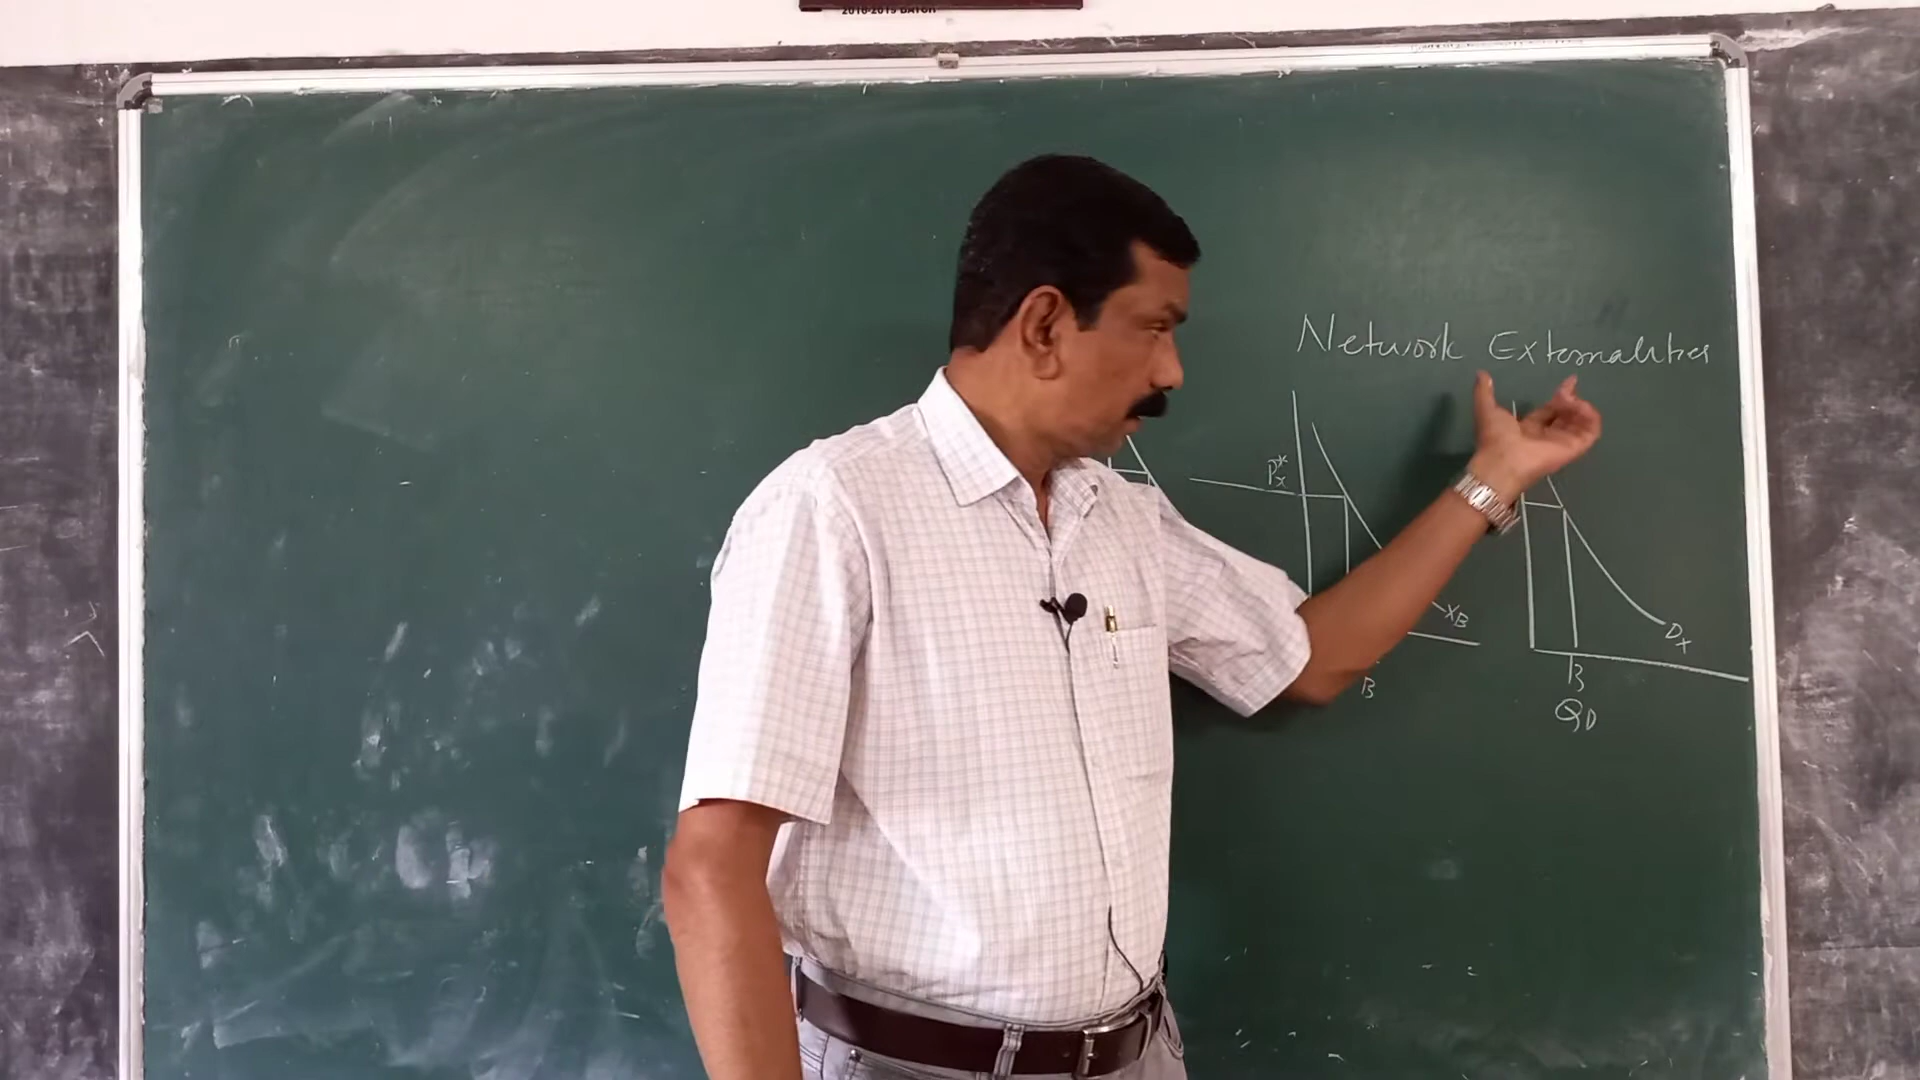 2018-2019 BATCH
Network Externalities
P*x
XB
Dx
B
B
QD